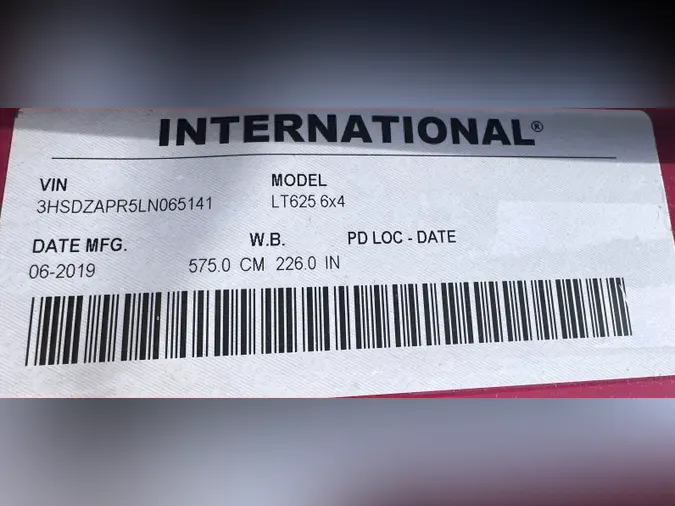 INTERNATIONAL®
VIN MODEL
3HSDZAPR5LN065141 LT625 6x4
DATE MFG. W.B. PD LOC - DATE
06-2019 575.0 CM 226.0 IN